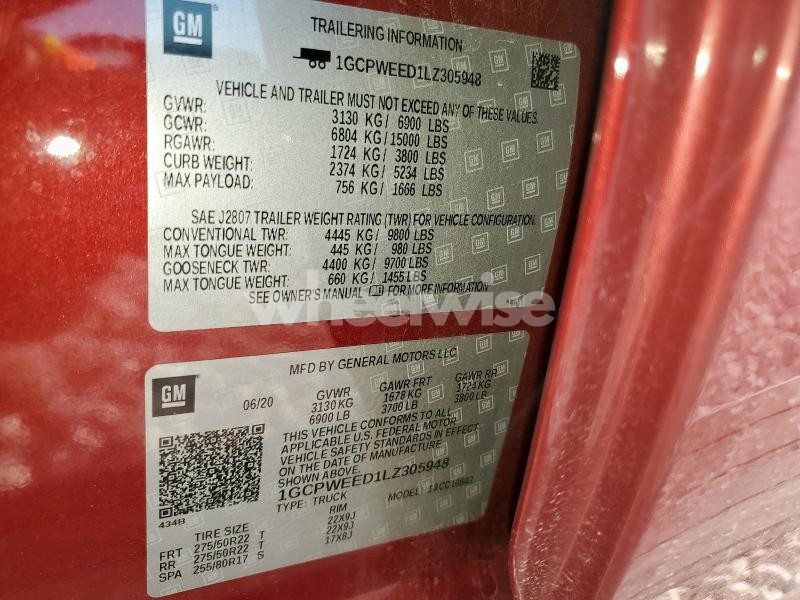 GM
TRAILERING INFORMATION
1GCPWEED1LZ305948
VEHICLE AND TRAILER MUST NOT EXCEED ANY OF THESE VALUES
GVWR: 3130 KG/ 6900 LBS
GCWR: 6804 KG/15000 LBS
RGAWR: 1724 KG/ 3800 LBS
CURB WEIGHT: 2374 KG/ 5234 LBS
MAX PAYLOAD: 756 KG/ 1666 LBS
SAE J2807 TRAILER WEIGHT RATING (TWR) FOR VEHICLE CONFIGURATION.
CONVENTIONAL TWR: 4445 KG/ 9800 LBS
MAX TONGUE WEIGHT: 445 KG/ 980 LBS
GOOSENECK TWR: 4400 KG/ 9700 LBS
MAX TONGUE WEIGHT: 660 KG/ 1455 LBS
SEE OWNER'S MANUAL FOR MORE INFORMATION
wheelwise
MFD BY GENERAL MOTORS LLC
GM
06/20
GVWR GAWR FRT GAWR RR
3130 KG 1678 KG 1724 KG
6900 LB 3700 LB 3800 LB
THIS VEHICLE CONFORMS TO ALL
APPLICABLE U.S. FEDERAL MOTOR
VEHICLE SAFETY STANDARDS IN EFFECT
ON THE DATE OF MANUFACTURE
SHOWN ABOVE.
1GCPWEED1LZ305948
TYPE: TRUCK MODEL:
434B
TIRE SIZE RIM
FRT 275/50R22 T 22X9J
RR 275/50R22 T 22X9J
SPA 255/80R17 S 17X8J